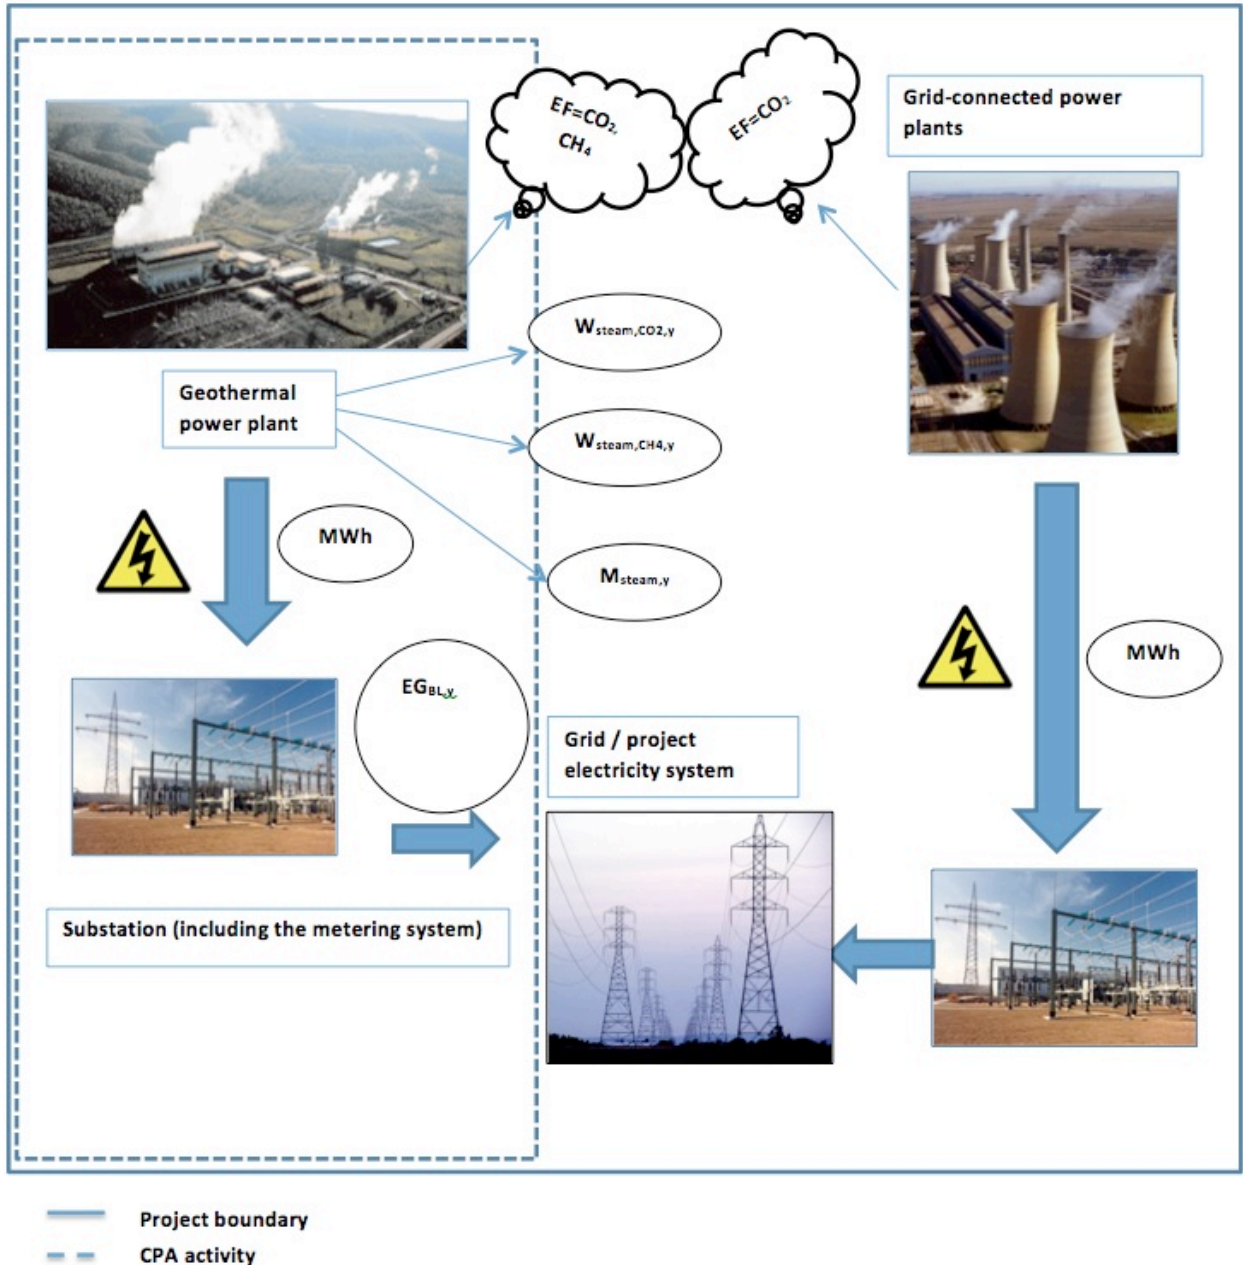 EF=CO2,
CH4
EF=CO2
Grid-connected power
plants
Wsteam,CO2,y
Geothermal
power plant
Wsteam,CH4,y
MWh
Msteam,y
MWh
EGBL,y
Grid / project
electricity system
Substation (including the metering system)
Project boundary
CPA activity